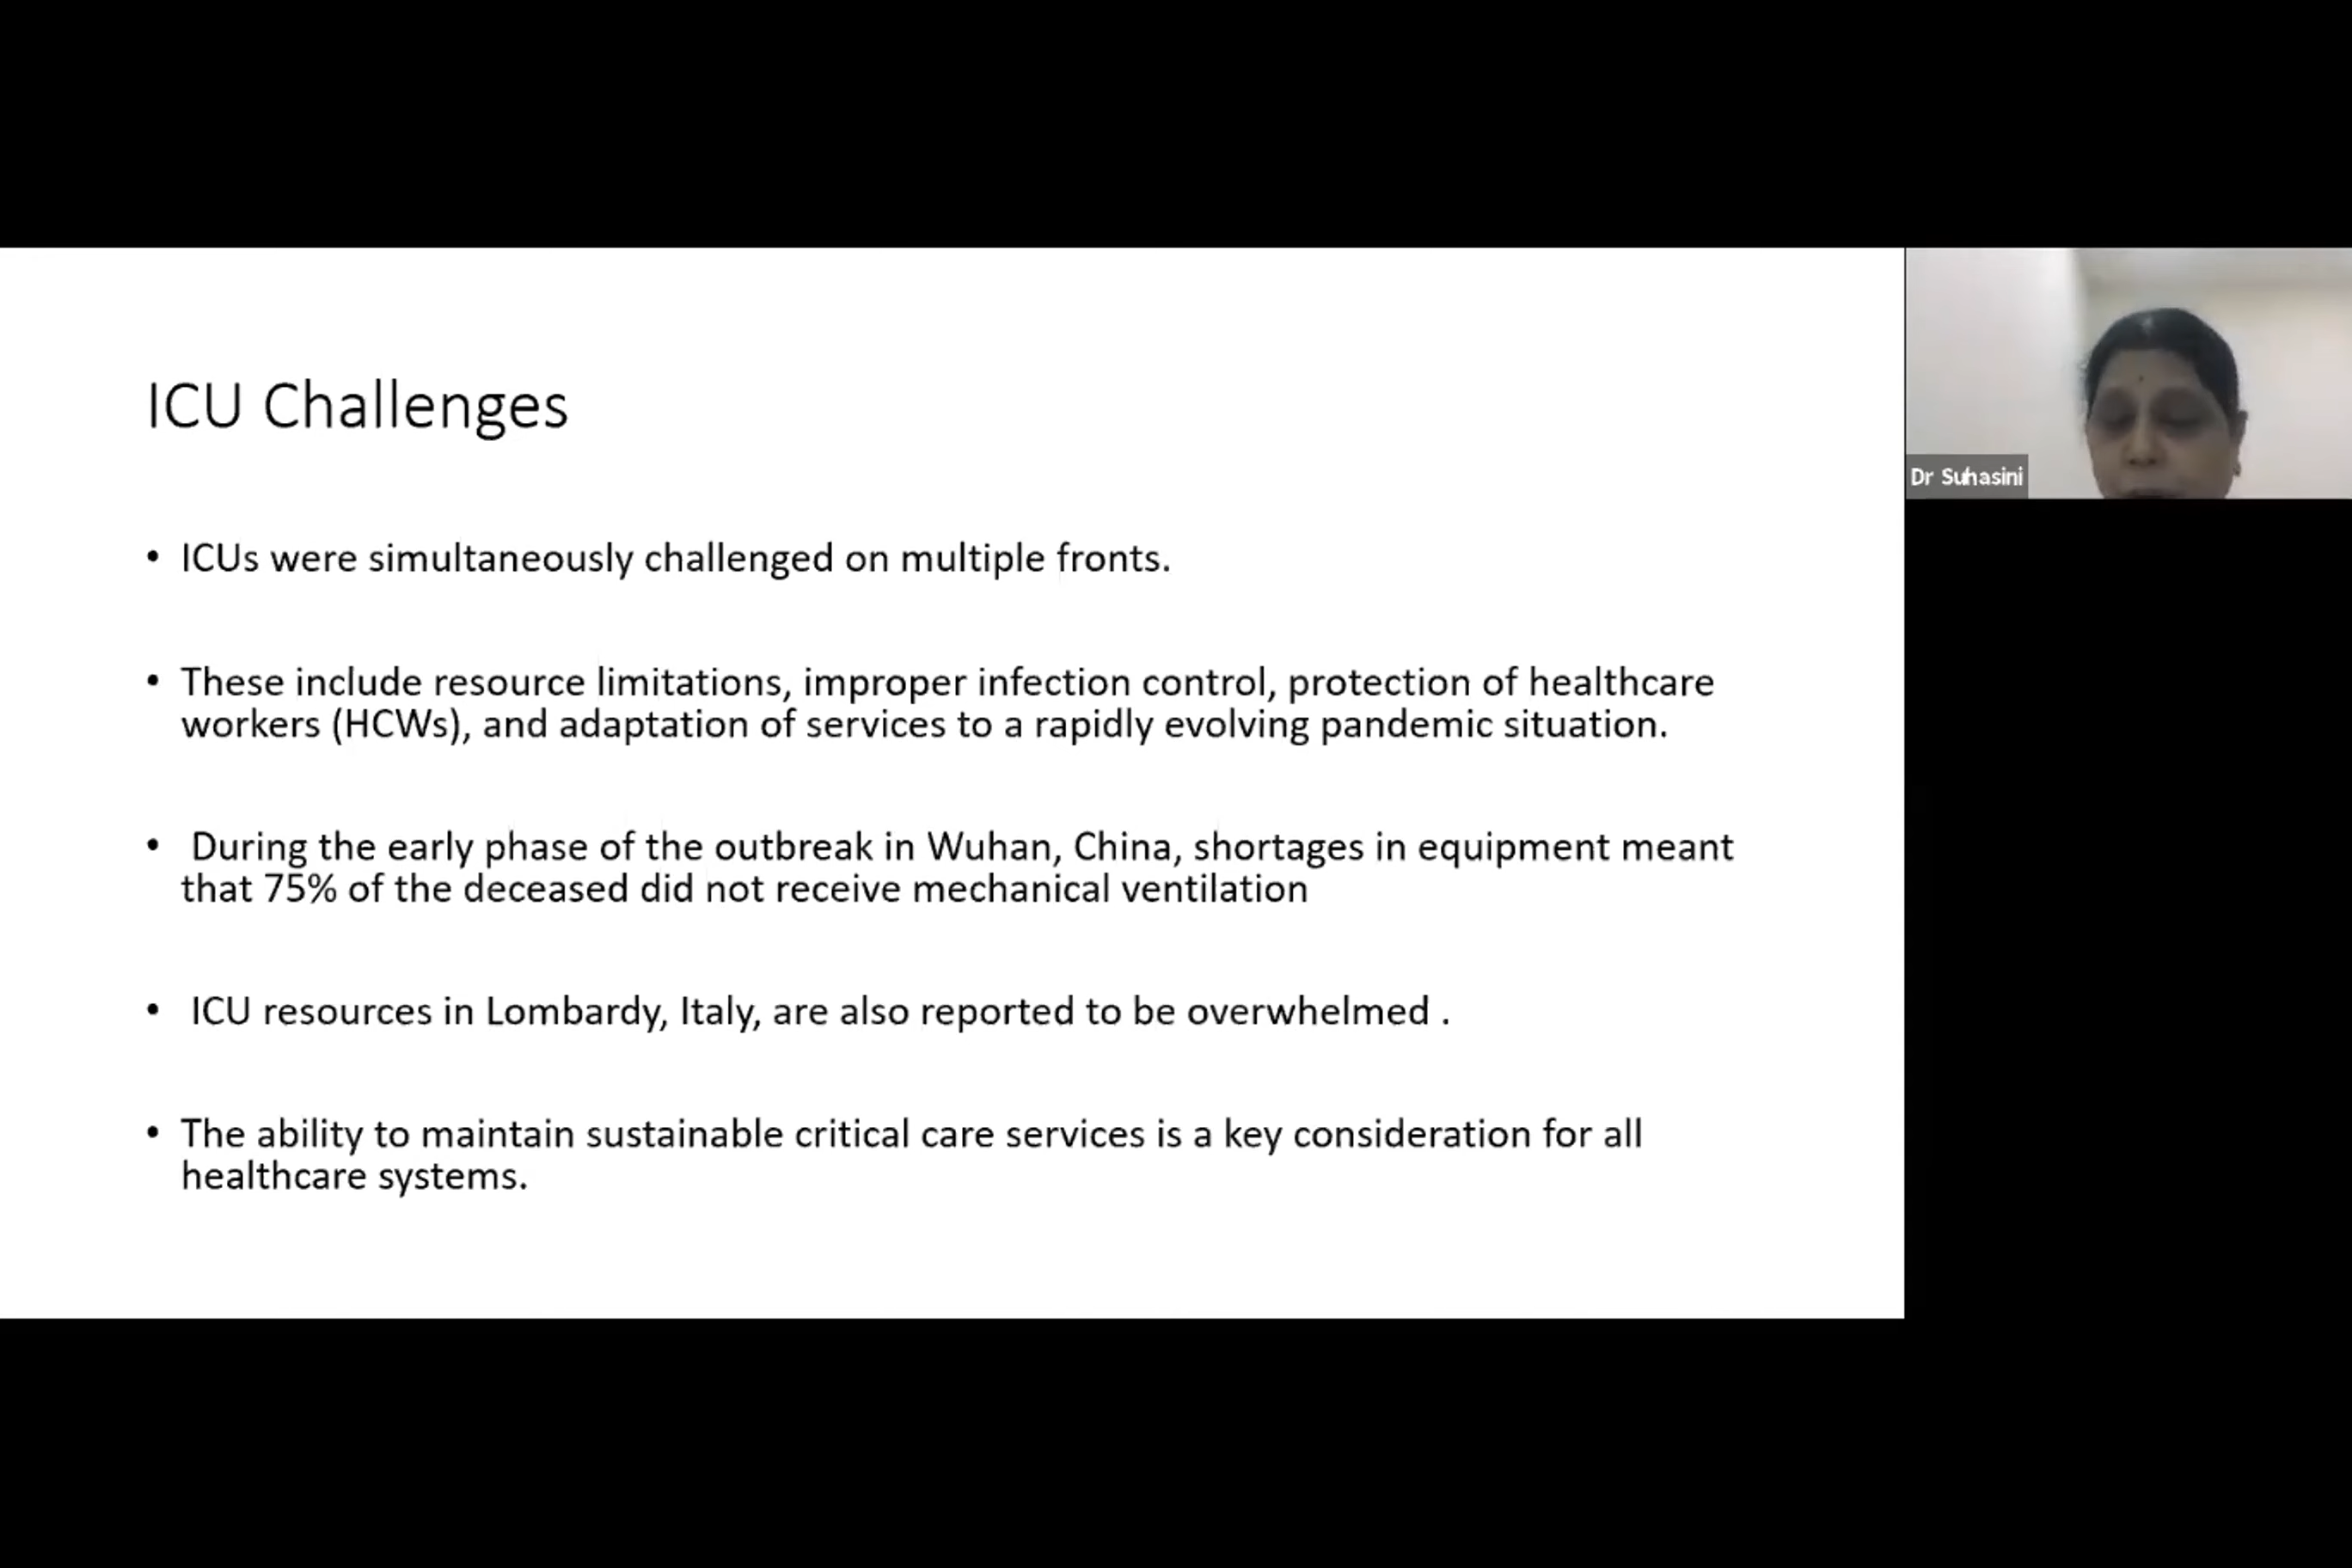 ICU Challenges
• ICUs were simultaneously challenged on multiple fronts.
• These include resource limitations, improper infection control, protection of healthcare
workers (HCWs), and adaptation of services to a rapidly evolving pandemic situation.
• During the early phase of the outbreak in Wuhan, China, shortages in equipment meant
that 75% of the deceased did not receive mechanical ventilation
• ICU resources in Lombardy, Italy, are also reported to be overwhelmed .
• The ability to maintain sustainable critical care services is a key consideration for all
healthcare systems.
Dr Suhasini